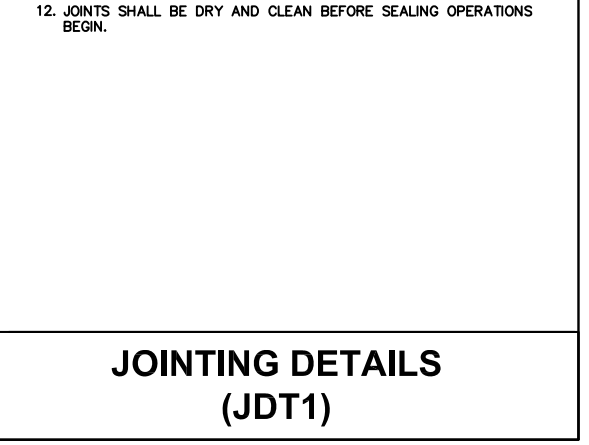 12. JOINTS SHALL BE DRY AND CLEAN BEFORE SEALING OPERATIONS
BEGIN.
JOINTING DETAILS
(JDT1)